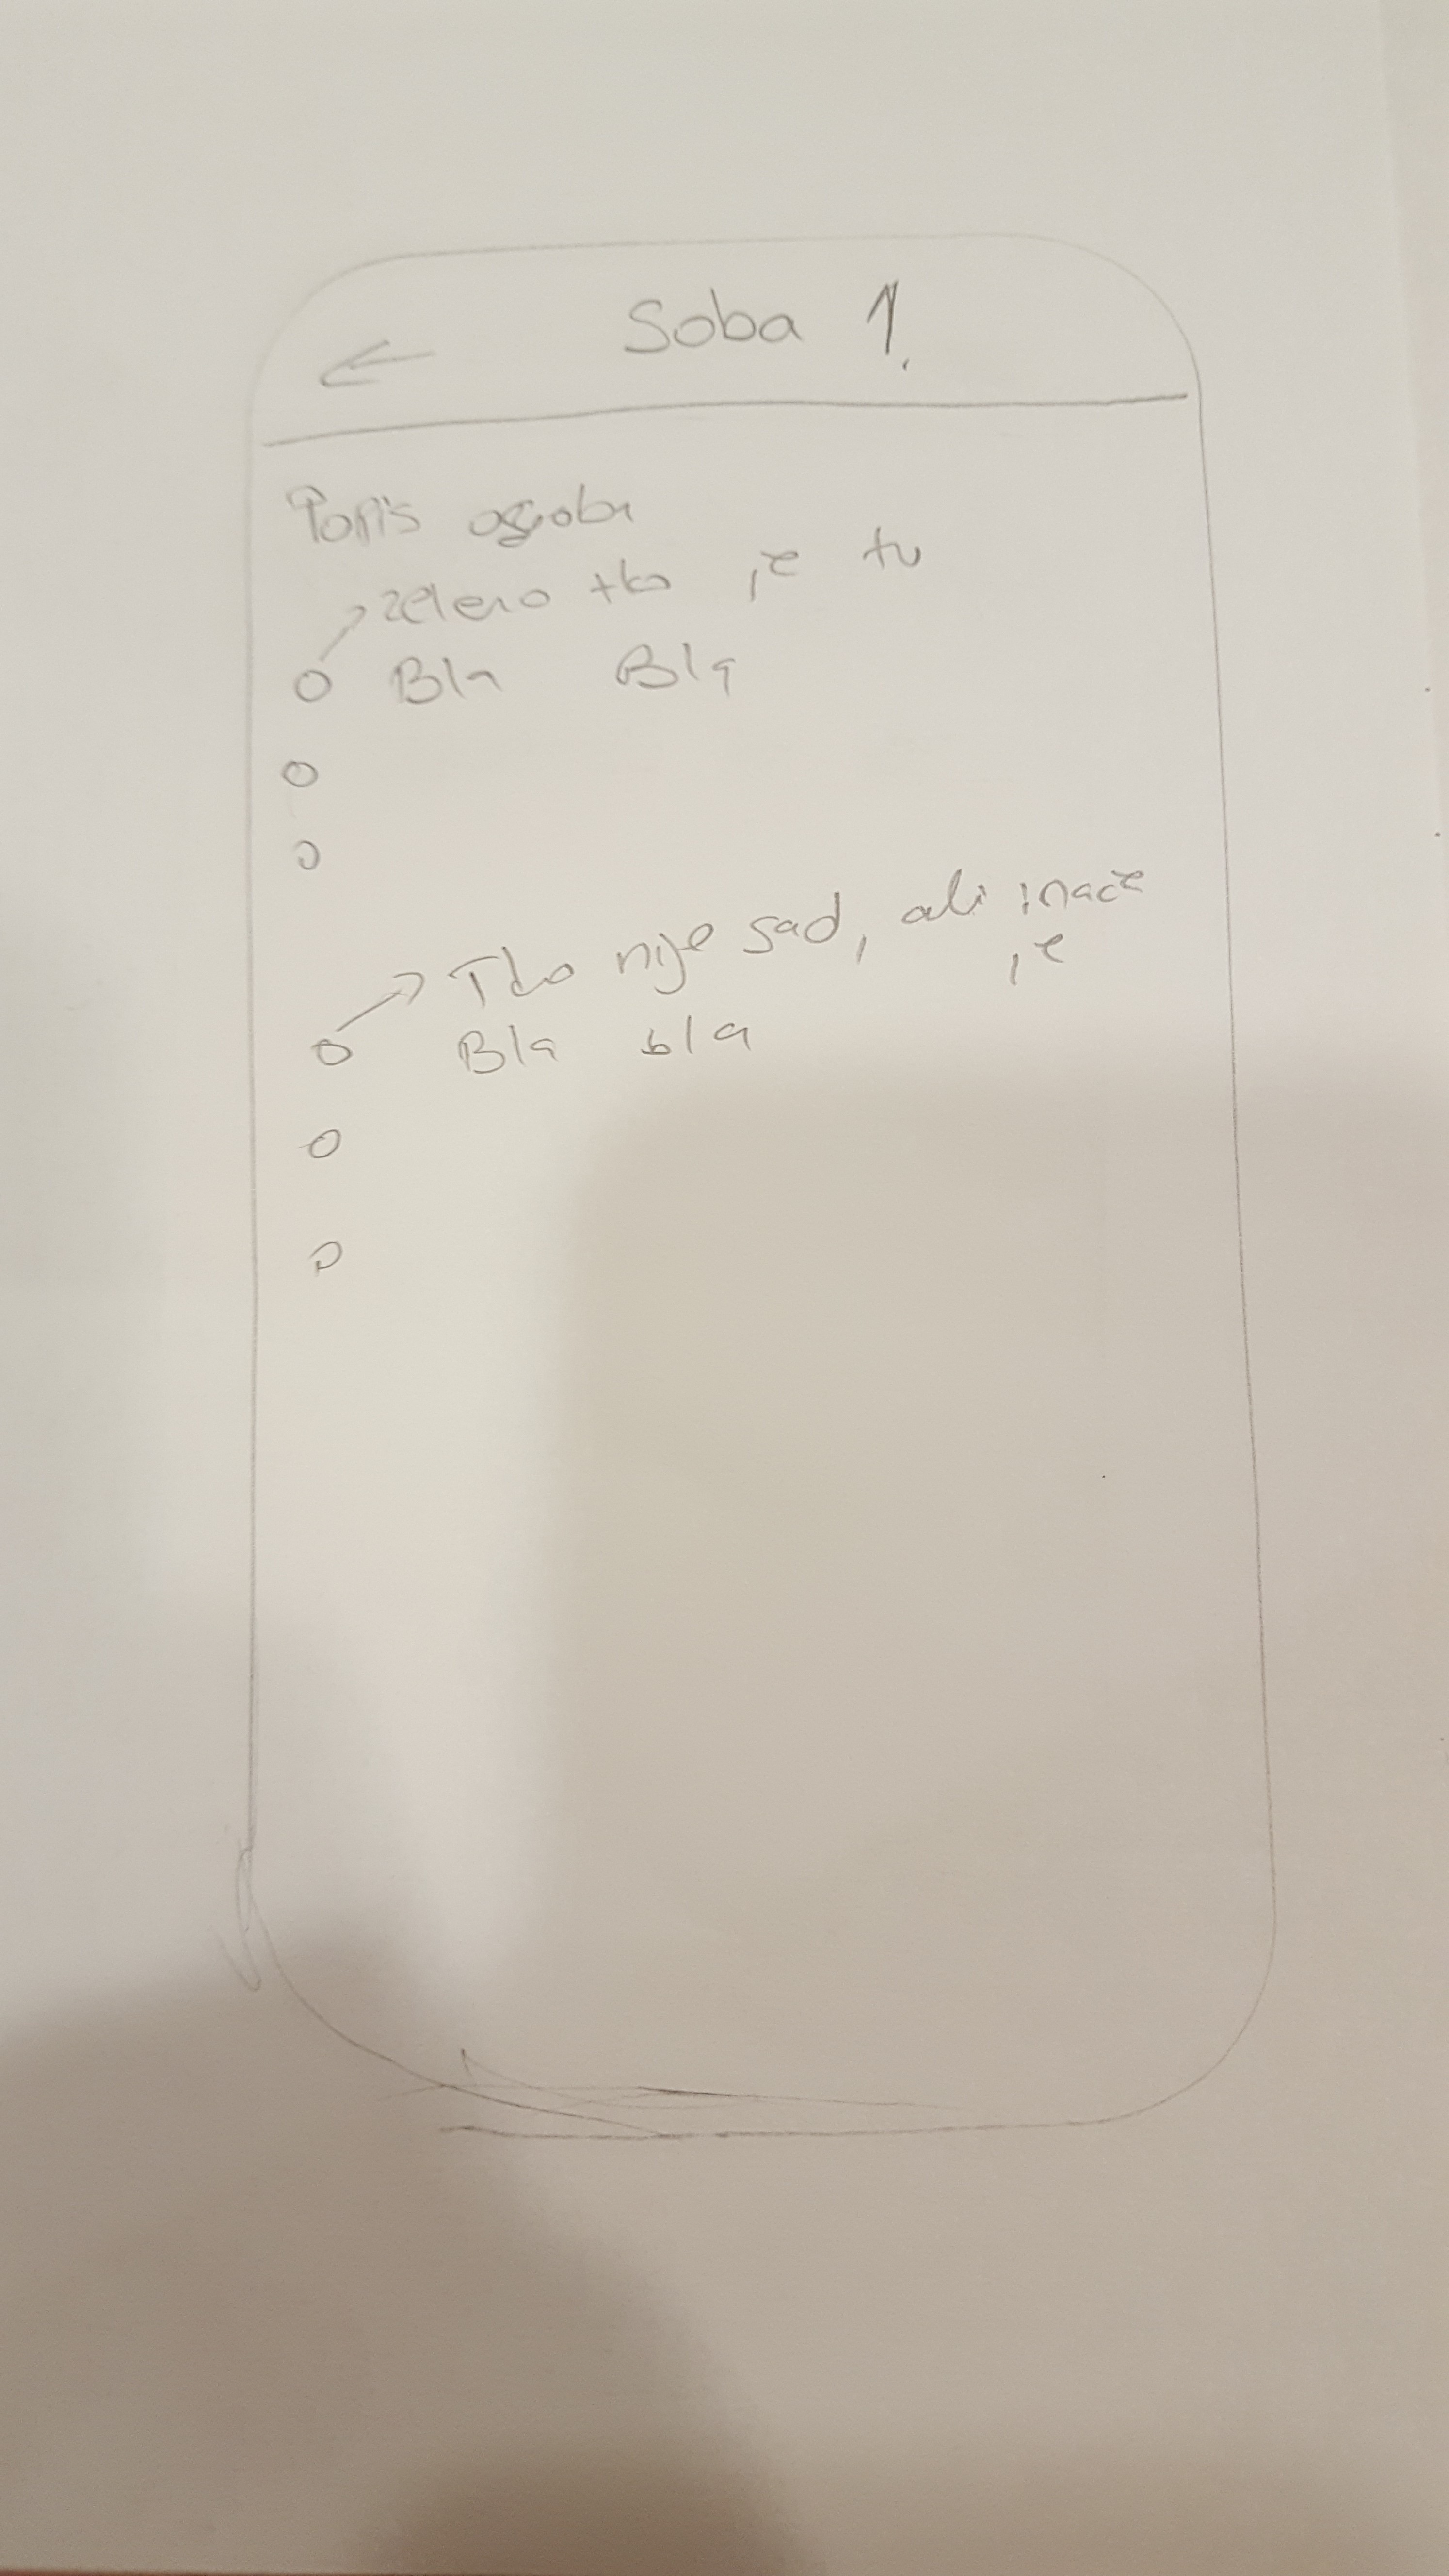 Soba 1.
Popis osoba
zeleno tko je tu
Bla Bla
Tko nije sad, ali inače
je
Bla bla